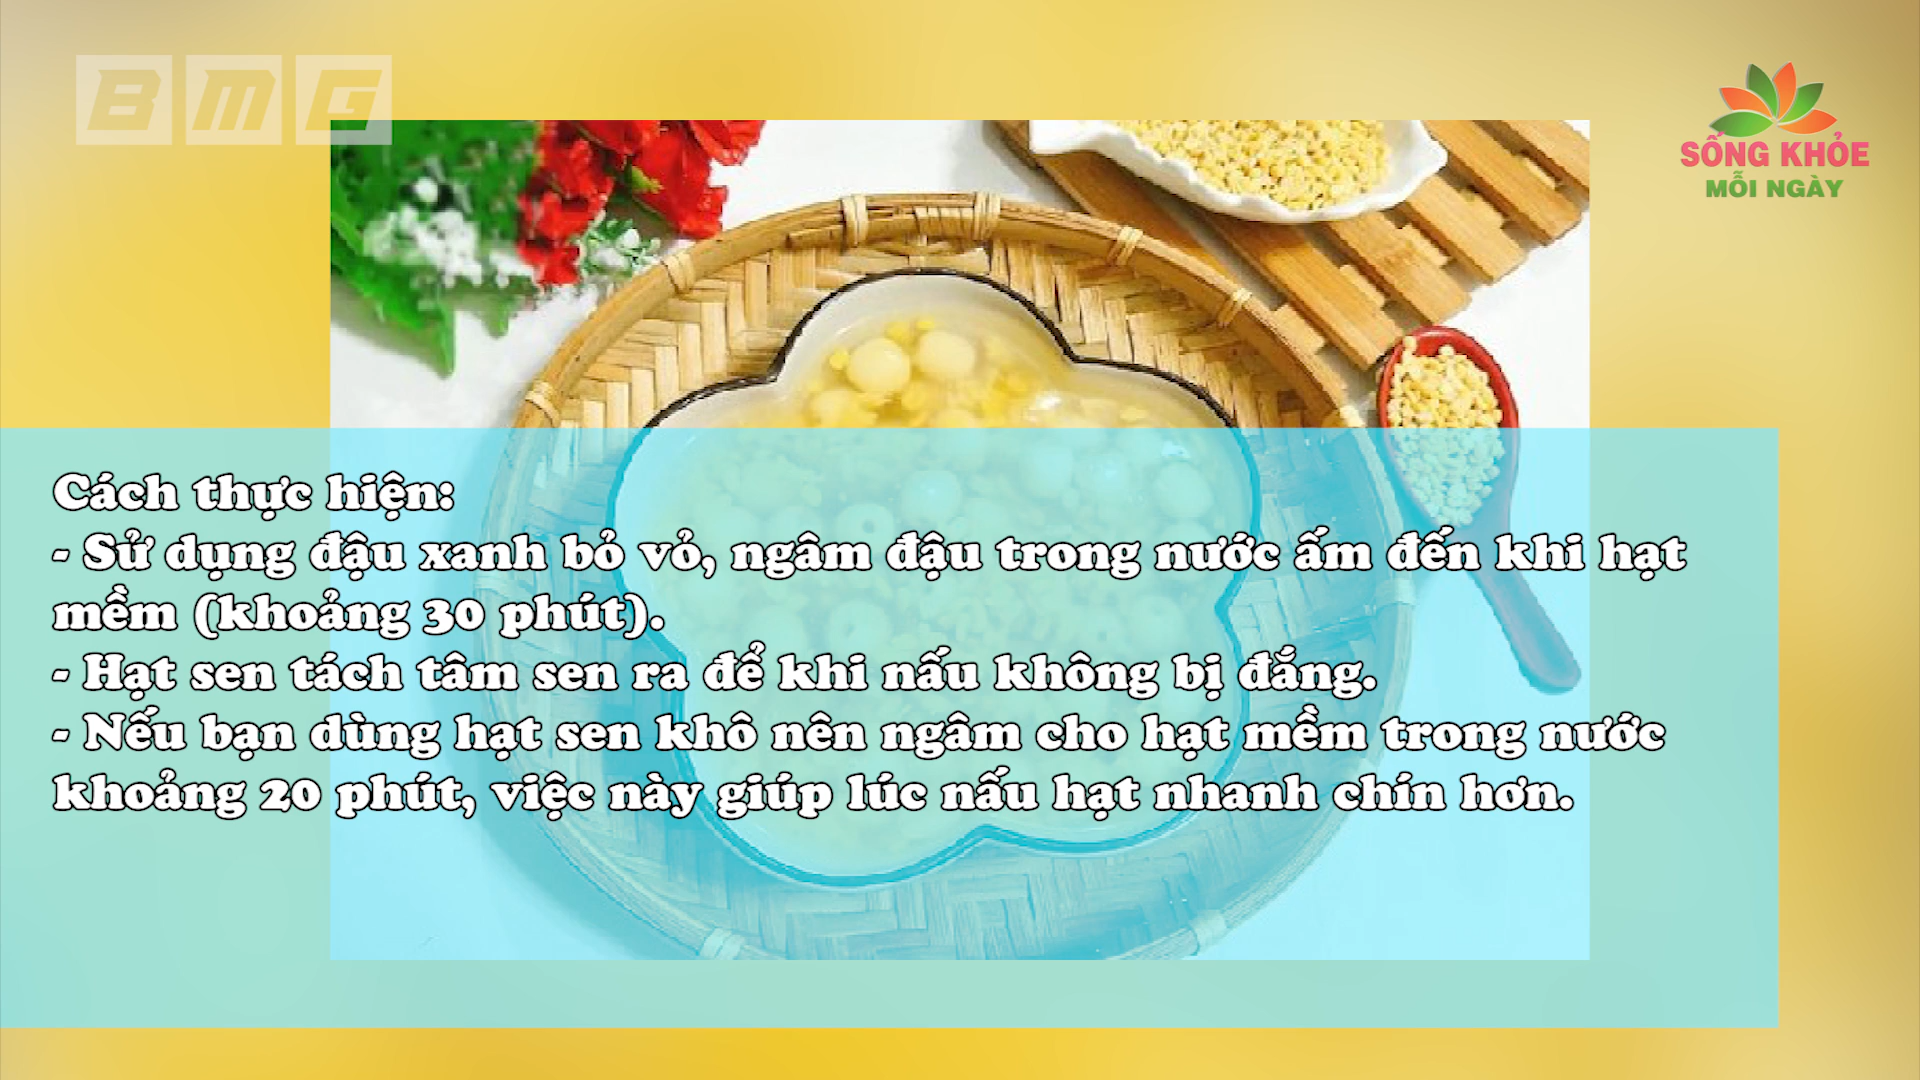 BMG
SỐNG KHỎE
MỖI NGÀY
Cách thực hiện:
- Sử dụng đậu xanh bỏ vỏ, ngâm đậu trong nước ấm đến khi hạt
mềm (khoảng 30 phút).
- Hạt sen tách tâm sen ra để khi nấu không bị đắng.
- Nếu bạn dùng hạt sen khô nên ngâm cho hạt mềm trong nước
khoảng 20 phút, việc này giúp lúc nấu hạt nhanh chín hơn.